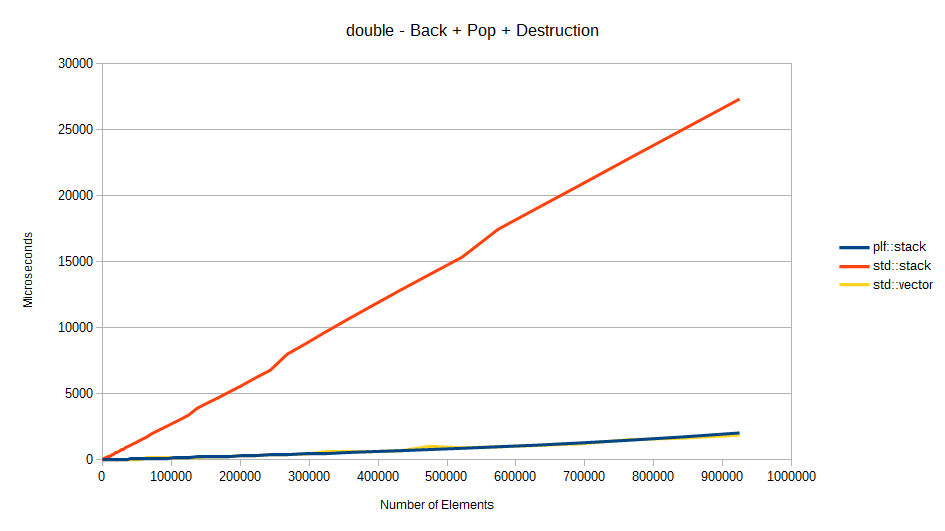 double - Back + Pop + Destruction
30000
25000
20000
15000
10000
5000
0
Microseconds
0 100000 200000 300000 400000 500000 600000 700000 800000 900000 1000000
Number of Elements
plf::stack
std::stack
std::vector